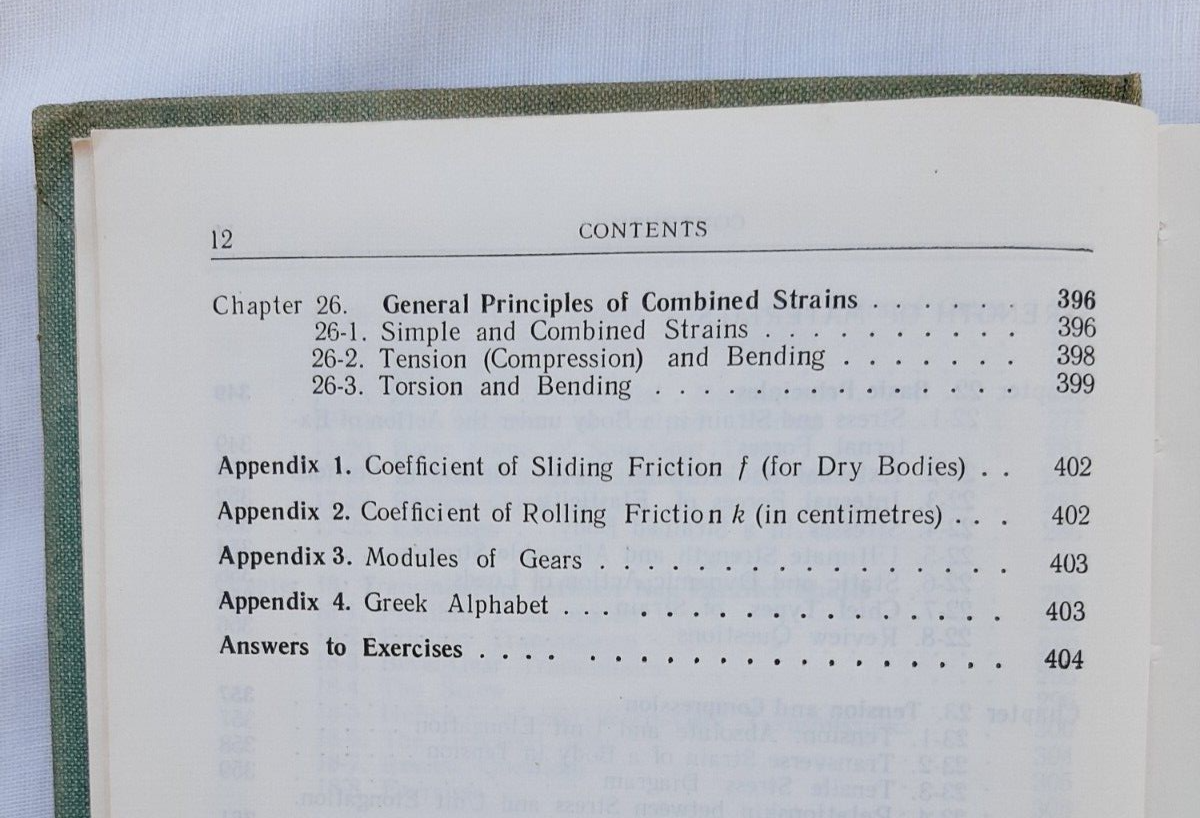 12 CONTENTS
Chapter 26. General Principles of Combined Strains . . . . . . . 396
26-1. Simple and Combined Strains . . . . . . . . . . 396
26-2. Tension (Compression) and Bending . . . . . . . 398
26-3. Torsion and Bending . . . . . . . . . . . . . . 399
Appendix 1. Coefficient of Sliding Friction f (for Dry Bodies) . . 402
Appendix 2. Coefficient of Rolling Friction k (in centimetres) . . . 402
Appendix 3. Modules of Gears . . . . . . . . . . . . . . . . 403
Appendix 4. Greek Alphabet . . . . . . . . . . . . . . . . . 403
Answers to Exercises . . . . . . . . . . . . . . . . . . . . . 404